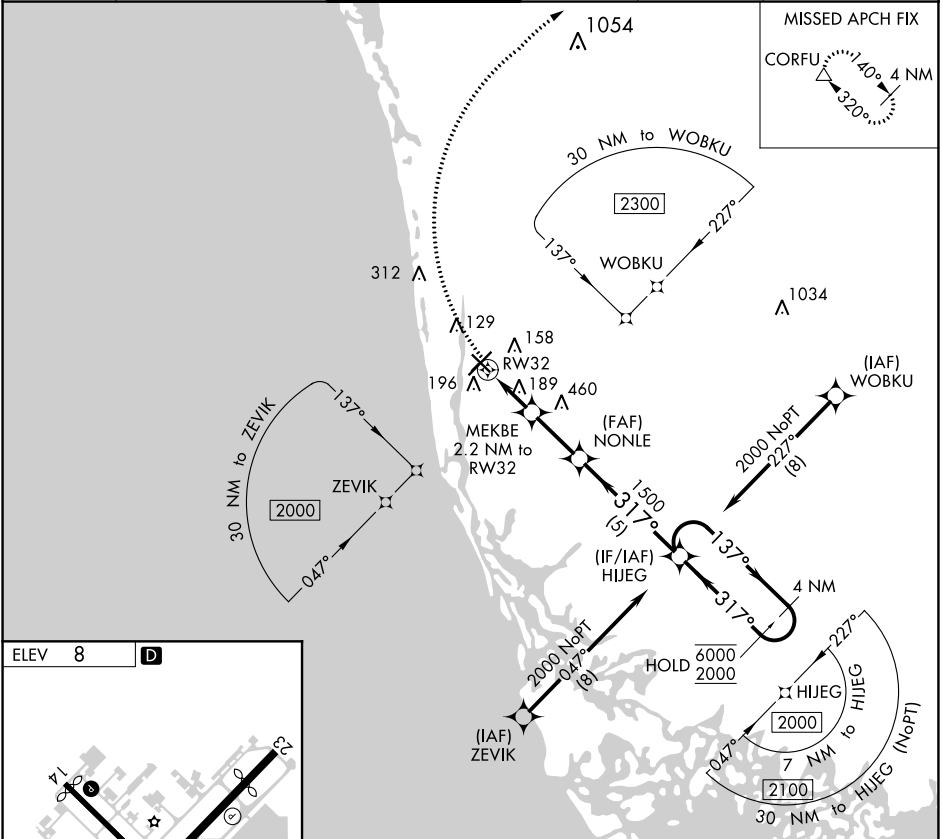 1054
MISSED APCH FIX
CORFU
140°
4 NM
320°
30 NM to WOBKU
2300
137°
227°
WOBKU
312
1034
129
158
RW32
196
189
460
(IAF)
WOBKU
MEKBE
2.2 NM to
RW32
(FAF)
NONLE
2000 NoPT
227°
(8)
30 NM to ZEVIK
137°
ZEVIK
2000
047°
1500
317°
(5)
(IF/IAF)
HIJEG
137°
4 NM
317°
HOLD
6000
2000
2000 NoPT
047°
(8)
(IAF)
ZEVIK
227°
HIJEG
2000
047°
7 NM to HIJEG
2100
30 NM to HIJEG (NoPT)
ELEV 8
D
14
23
P
P